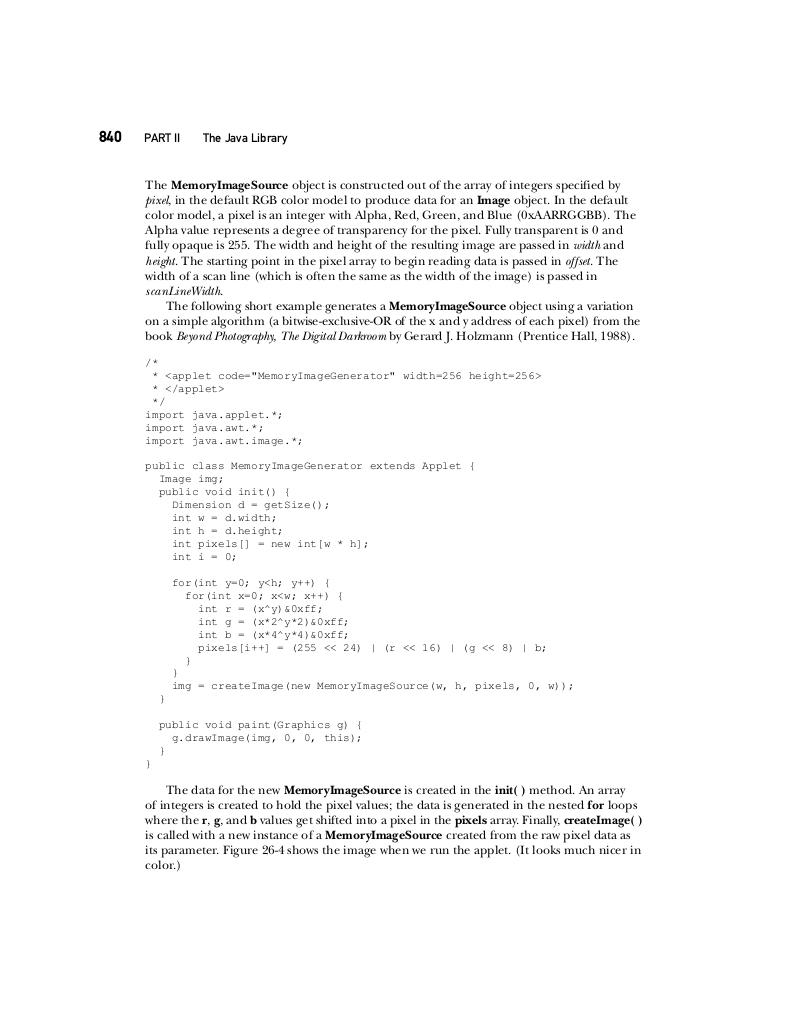 840 PART II The Java Library
The MemoryImageSource object is constructed out of the array of integers specified by
pixel, in the default RGB color model to produce data for an Image object. In the default
color model, a pixel is an integer with Alpha, Red, Green, and Blue (0xAARRGGBB). The
Alpha value represents a degree of transparency for the pixel. Fully transparent is 0 and
fully opaque is 255. The width and height of the resulting image are passed in width and
height. The starting point in the pixel array to begin reading data is passed in offset. The
width of a scan line (which is often the same as the width of the image) is passed in
scanLineWidth.
The following short example generates a MemoryImageSource object using a variation
on a simple algorithm (a bitwise-exclusive-OR of the x and y address of each pixel) from the
book Beyond Photography, The Digital Darkroom by Gerard J. Holzmann (Prentice Hall, 1988).
/*
 * <applet code="MemoryImageGenerator" width=256 height=256>
 * </applet>
 */
import java.applet.*;
import java.awt.*;
import java.awt.image.*;
public class MemoryImageGenerator extends Applet {
  Image img;
  public void init() {
    Dimension d = getSize();
    int w = d.width;
    int h = d.height;
    int pixels[] = new int[w * h];
    int i = 0;
    for(int y=0; y<h; y++) {
      for(int x=0; x<w; x++) {
        int r = (x^y)&0xff;
        int g = (x*2^y*2)&0xff;
        int b = (x*4^y*4)&0xff;
        pixels[i++] = (255 << 24) | (r << 16) | (g << 8) | b;
      }
    }
    img = createImage(new MemoryImageSource(w, h, pixels, 0, w));
  }
  public void paint(Graphics g) {
    g.drawImage(img, 0, 0, this);
  }
}
The data for the new MemoryImageSource is created in the init( ) method. An array
of integers is created to hold the pixel values; the data is generated in the nested for loops
where the r, g, and b values get shifted into a pixel in the pixels array. Finally, createImage( )
is called with a new instance of a MemoryImageSource created from the raw pixel data as
its parameter. Figure 26-4 shows the image when we run the applet. (It looks much nicer in
color.)